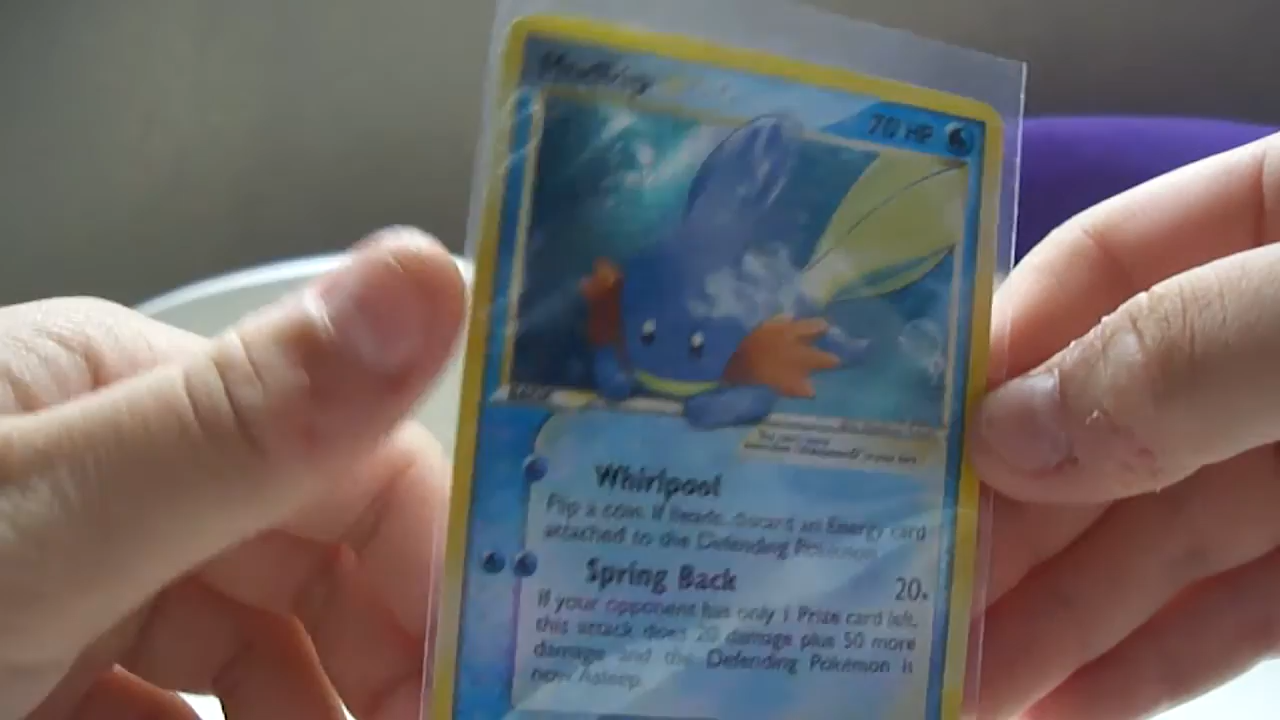 70 HP
Whirlpool
Flip a coin. If heads, discard an Energy card
attached to the Defending Pokémon.
Spring Back 20+
If your opponent has only 1 Prize card left,
this attack does 20 damage plus 50 more
damage and the Defending Pokémon is
now Asleep.